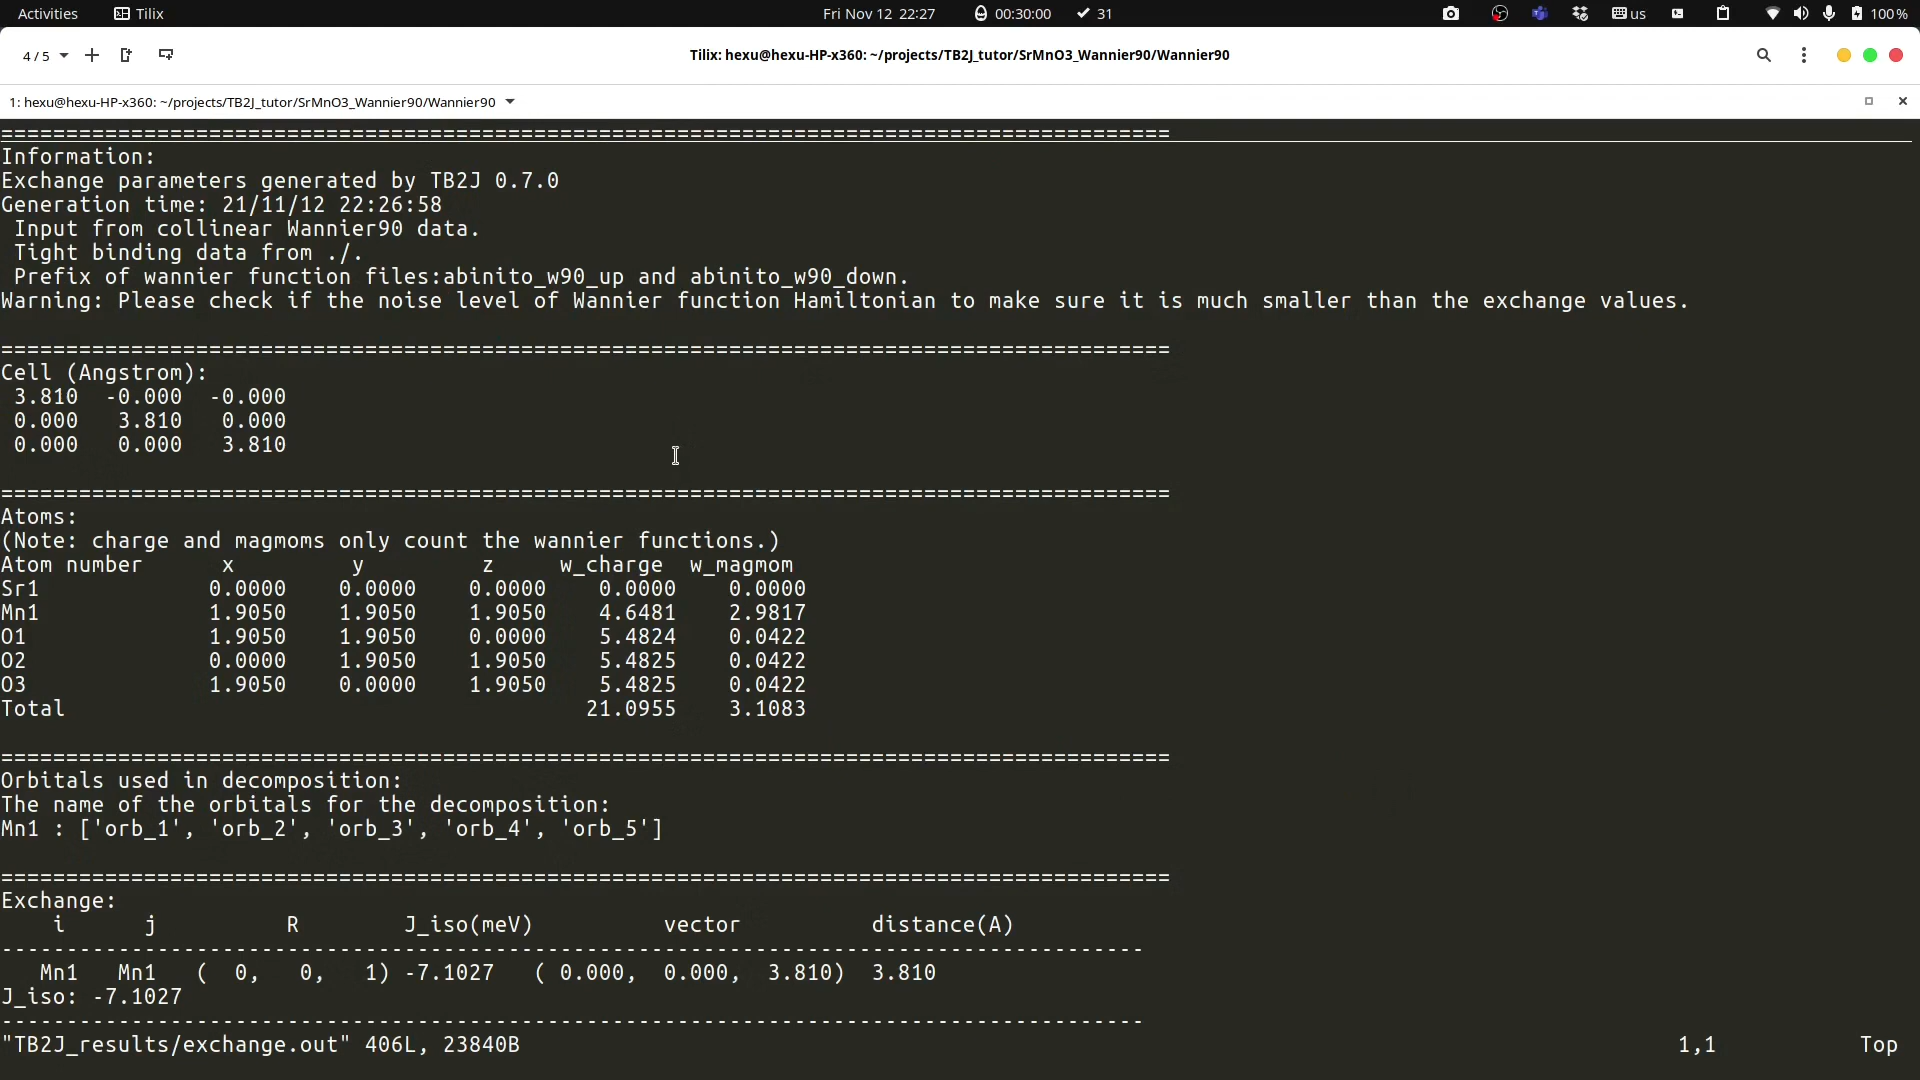 Activities Tilix Fri Nov 12 22:27 00:30:00 31 us 100%
4 / 5 Tilix: hexu@hexu-HP-x360: ~/projects/TB2J_tutor/SrMnO3_Wannier90/Wannier90
1: hexu@hexu-HP-x360: ~/projects/TB2J_tutor/SrMnO3_Wannier90/Wannier90
==========================================================================================
Information:
Exchange parameters generated by TB2J 0.7.0
Generation time: 21/11/12 22:26:58
 Input from collinear Wannier90 data.
 Tight binding data from ./.
 Prefix of wannier function files:abinito_w90_up and abinito_w90_down.
Warning: Please check if the noise level of Wannier function Hamiltonian to make sure it is much smaller than the exchange values.
==========================================================================================
Cell (Angstrom):
 3.810  -0.000  -0.000
 0.000   3.810   0.000
 0.000   0.000   3.810
==========================================================================================
Atoms:
(Note: charge and magmoms only count the wannier functions.)
Atom number      x         y         z     w_charge  w_magmom
Sr1             0.0000    0.0000    0.0000    0.0000    0.0000
Mn1             1.9050    1.9050    1.9050    4.6481    2.9817
O1              1.9050    1.9050    0.0000    5.4824    0.0422
O2              0.0000    1.9050    1.9050    5.4825    0.0422
O3              1.9050    0.0000    1.9050    5.4825    0.0422
Total                                        21.0955    3.1083
==========================================================================================
Orbitals used in decomposition:
The name of the orbitals for the decomposition:
Mn1 : ['orb_1', 'orb_2', 'orb_3', 'orb_4', 'orb_5']
==========================================================================================
Exchange:
    i      j          R        J_iso(meV)          vector          distance(A)
----------------------------------------------------------------------------------------
   Mn1   Mn1   (  0,   0,    1) -7.1027   ( 0.000,  0.000,  3.810)  3.810
J_iso: -7.1027
----------------------------------------------------------------------------------------
"TB2J_results/exchange.out" 406L, 23840B 1,1 Top